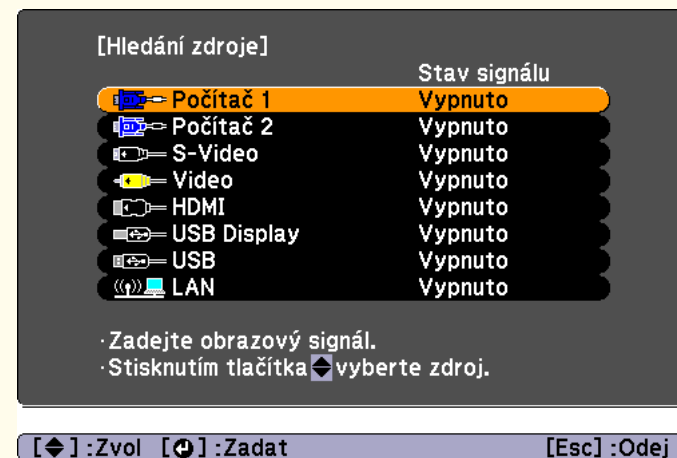 [Hledání zdroje]
Stav signálu
Počítač 1 Vypnuto
Počítač 2 Vypnuto
S-Video Vypnuto
Video Vypnuto
HDMI Vypnuto
USB Display Vypnuto
USB Vypnuto
LAN Vypnuto
·Zadejte obrazový signál.
·Stisknutím tlačítka vyberte zdroj.
[◆] :Zvol [⏎] :Zadat [Esc] :Odej